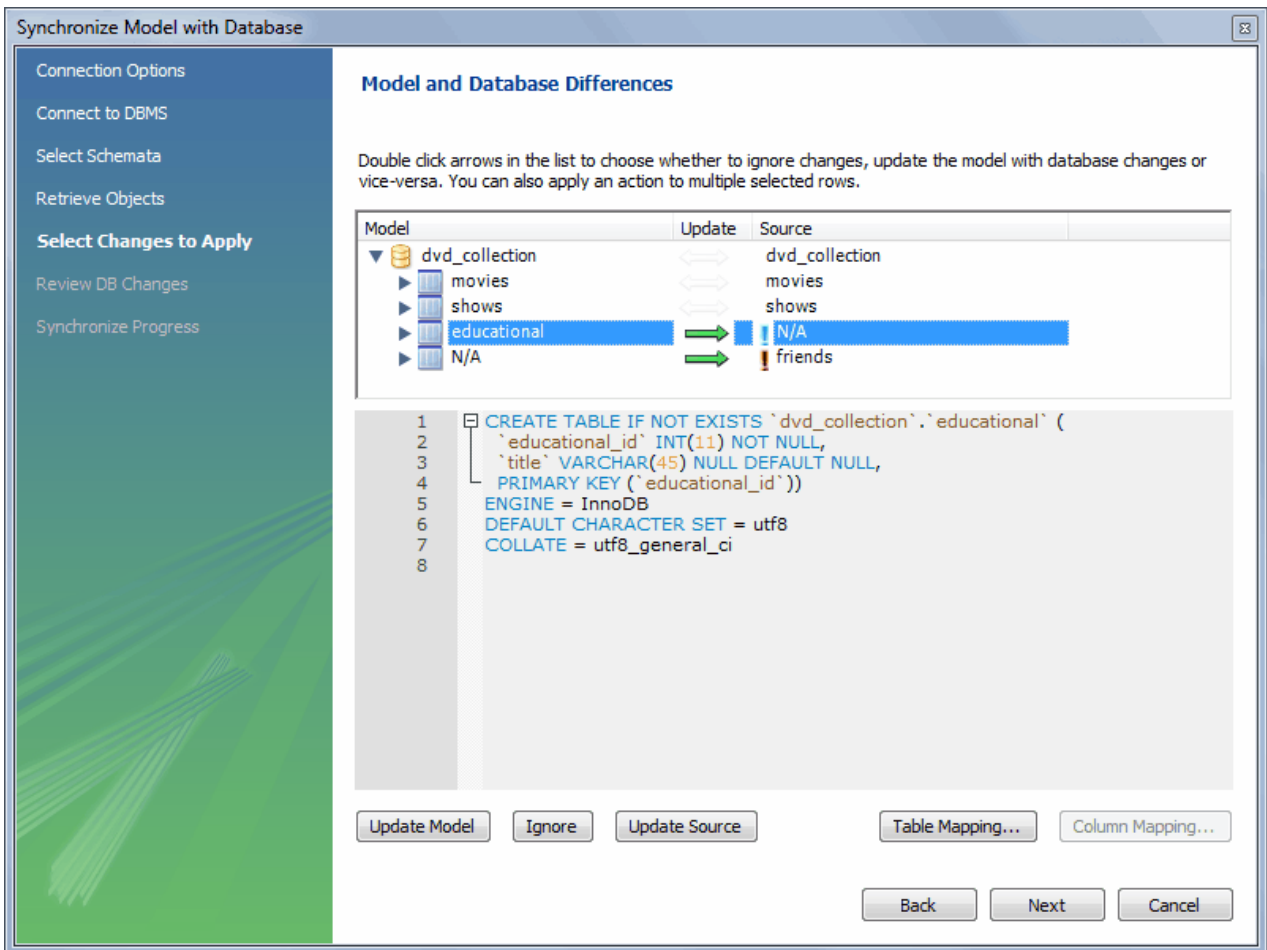 Synchronize Model with Database
Connection Options
Connect to DBMS
Select Schemata
Retrieve Objects
Select Changes to Apply
Review DB Changes
Synchronize Progress
Model and Database Differences
Double click arrows in the list to choose whether to ignore changes, update the model with database changes or
vice-versa. You can also apply an action to multiple selected rows.
Model Update Source
dvd_collection dvd_collection
movies movies
shows shows
educational N/A
N/A friends
1 CREATE TABLE IF NOT EXISTS `dvd_collection`.`educational` (
2 `educational_id` INT(11) NOT NULL,
3 `title` VARCHAR(45) NULL DEFAULT NULL,
4 PRIMARY KEY (`educational_id`))
5 ENGINE = InnoDB
6 DEFAULT CHARACTER SET = utf8
7 COLLATE = utf8_general_ci
8
Update Model Ignore Update Source Table Mapping... Column Mapping...
Back Next Cancel